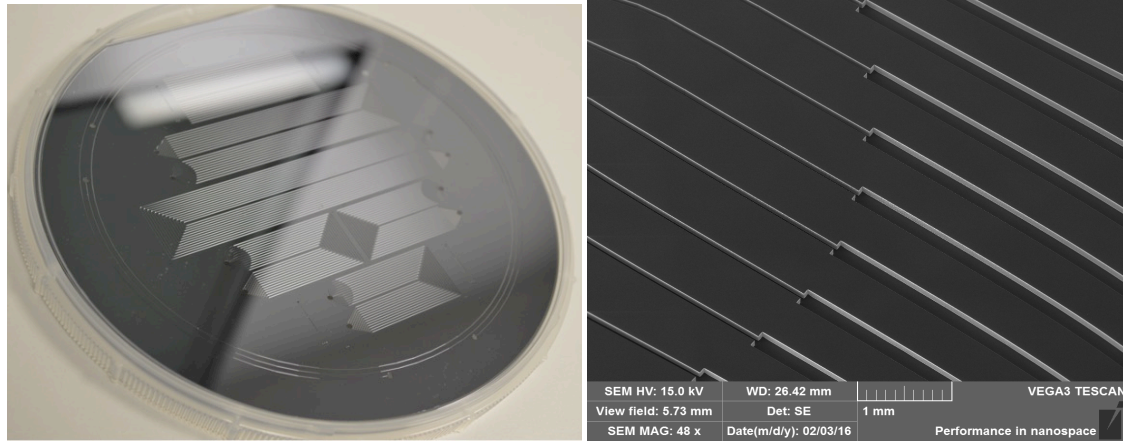 SEM HV: 15.0 kV
WD: 26.42 mm
VEGA3 TESCAN
View field: 5.73 mm
Det: SE
1 mm
SEM MAG: 48 x
Date(m/d/y): 02/03/16
Performance in nanospace